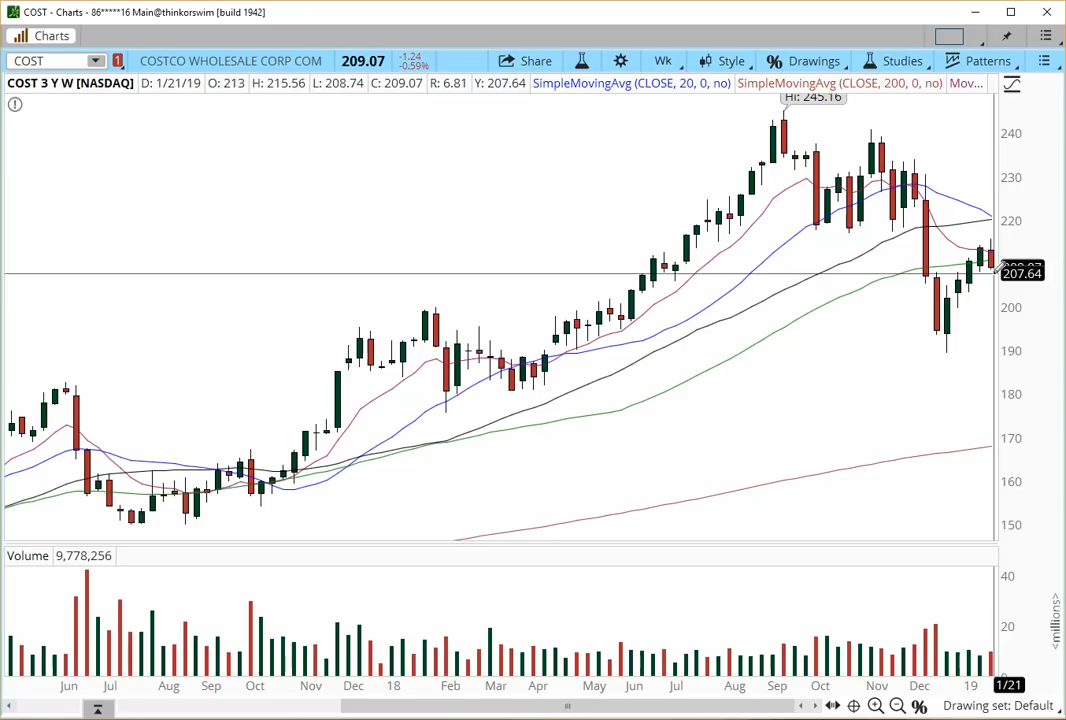 COST - Charts - 86*****16 Main@thinkorswim [build 1942]
Charts
COST 1 COSTCO WHOLESALE CORP COM 209.07 -1.24 -0.59% Share Wk Style Drawings Studies Patterns
COST 3 Y W [NASDAQ] D: 1/21/19 O: 213 H: 215.56 L: 208.74 C: 209.07 R: 6.81 Y: 207.64 SimpleMovingAvg (CLOSE, 20, 0, no) SimpleMovingAvg (CLOSE, 200, 0, no) Mov...
Hi: 245.16
240
230
220
207.64
200
190
180
170
160
150
Volume 9,778,256
40
20
<millions>
Jun Jul Aug Sep Oct Nov Dec 18 Feb Mar Apr May Jun Jul Aug Sep Oct Nov Dec 19 1/21
Drawing set: Default